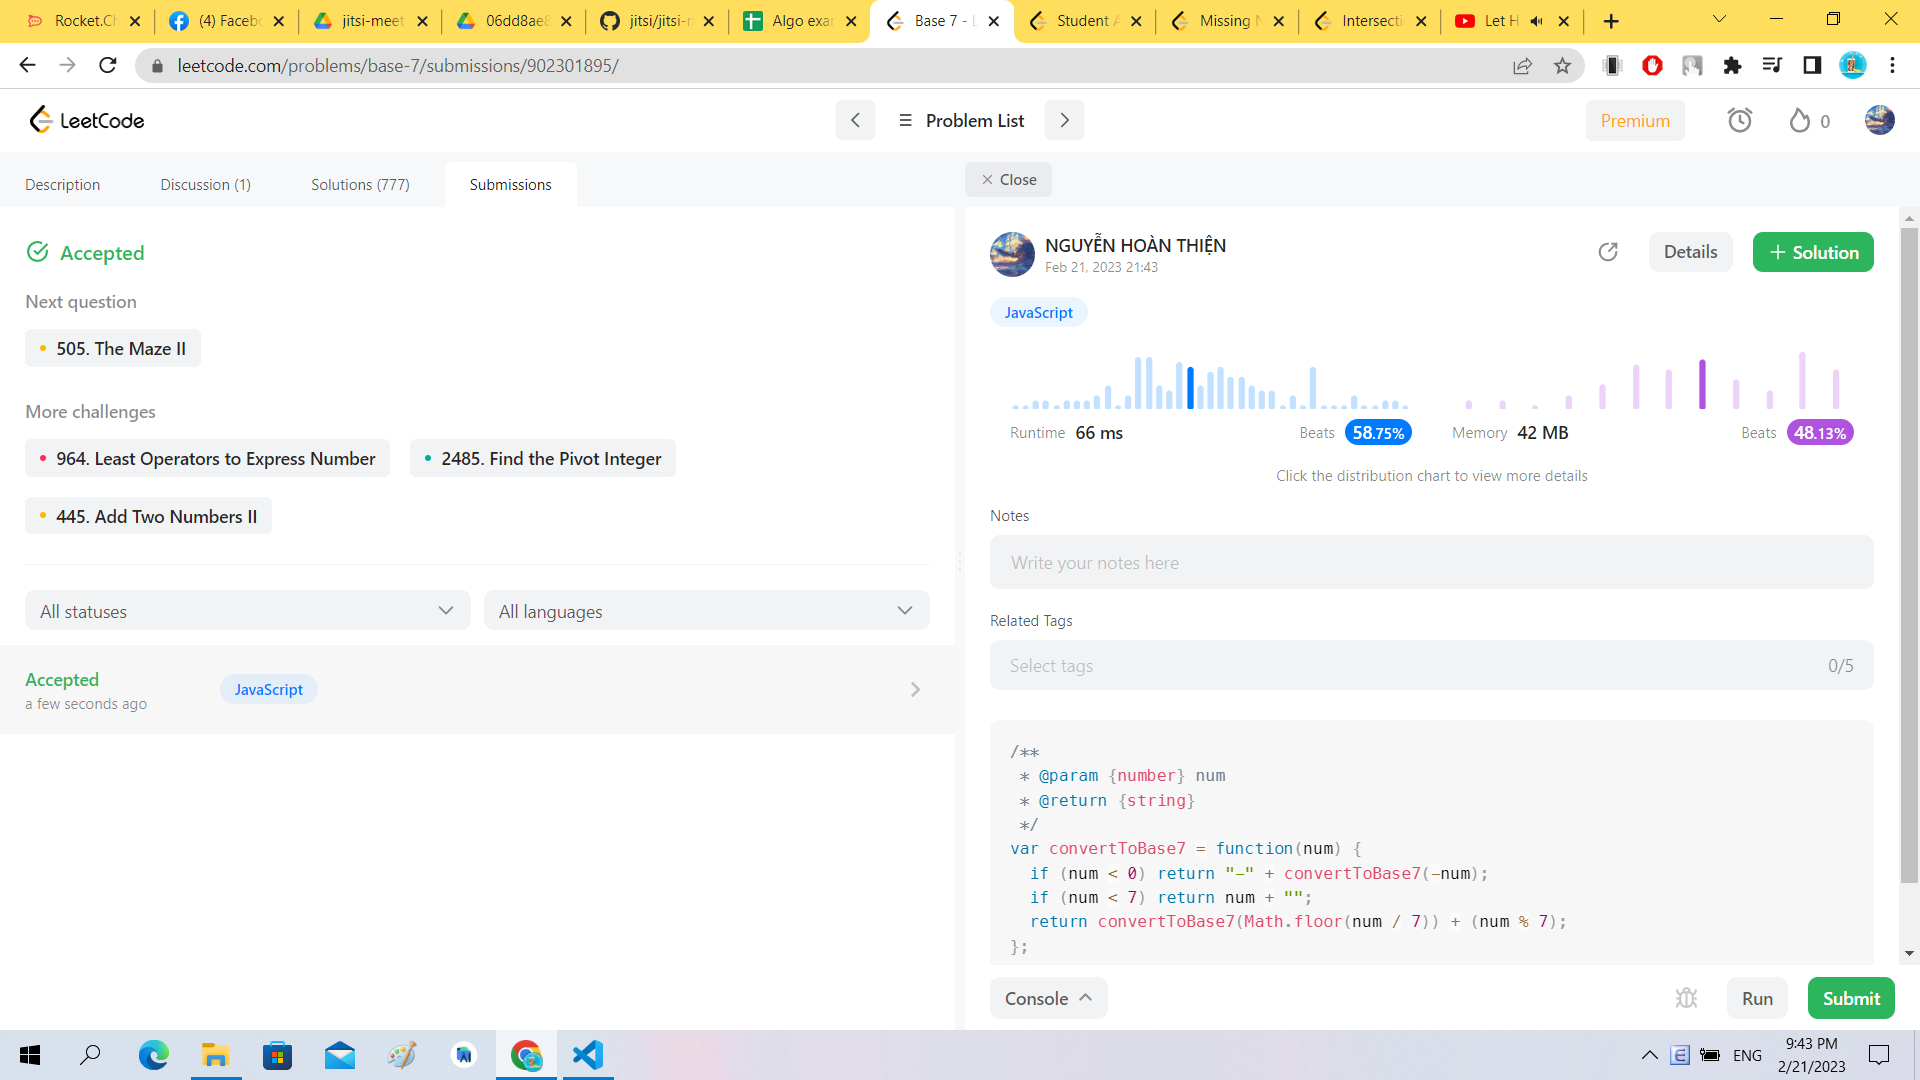 Rocket.Ch
(4) Facebo
jitsi-meet
06dd8ae8
jitsi/jitsi-m
Algo exar
Base 7 - L
Student A
Missing N
Intersecti
Let H
leetcode.com/problems/base-7/submissions/902301895/
LeetCode
Problem List
Premium
0
Description
Discussion (1)
Solutions (777)
Submissions
Close
Accepted
Next question
505. The Maze II
More challenges
964. Least Operators to Express Number
2485. Find the Pivot Integer
445. Add Two Numbers II
All statuses
All languages
Accepted
a few seconds ago
JavaScript
NGUYỄN HOÀN THIỆN
Feb 21, 2023 21:43
Details
+ Solution
JavaScript
Runtime 66 ms
Beats 58.75%
Memory 42 MB
Beats 48.13%
Click the distribution chart to view more details
Notes
Write your notes here
Related Tags
Select tags
0/5
/**
 * @param {number} num
 * @return {string}
 */
var convertToBase7 = function(num) {
  if (num < 0) return "-" + convertToBase7(-num);
  if (num < 7) return num + "";
  return convertToBase7(Math.floor(num / 7)) + (num % 7);
};
Console
Run
Submit
ENG
9:43 PM
2/21/2023